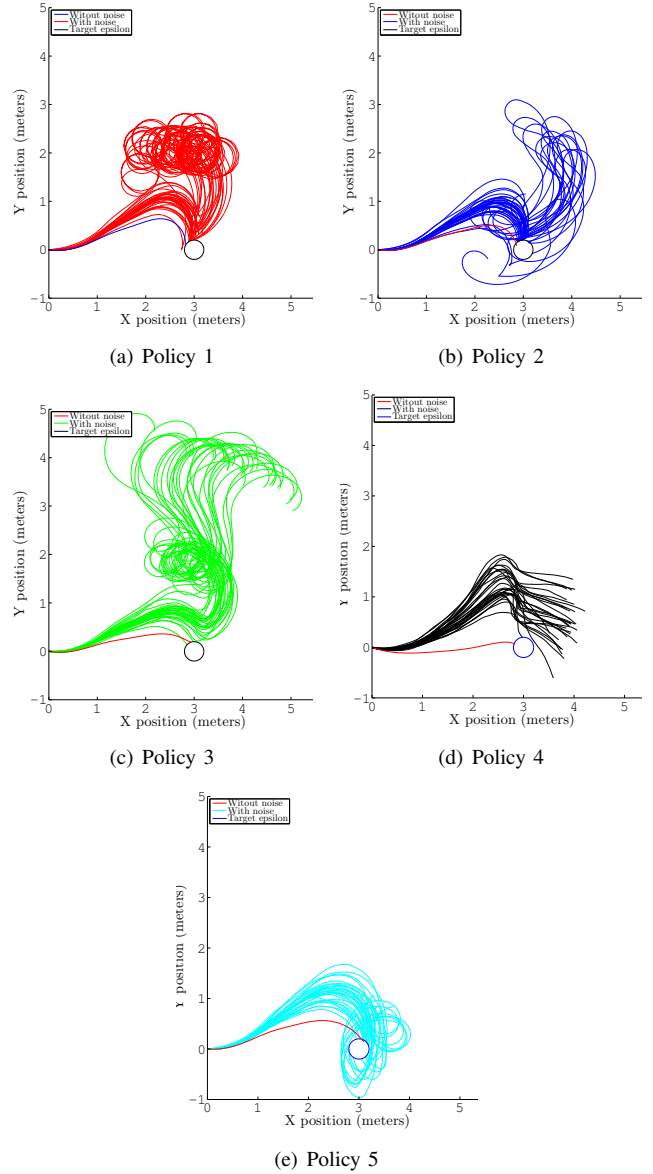 5
4
3
2
1
0
−1
0 1 2 3 4 5
Y position (meters)
X position (meters)
Witout noise
With noise
Target epsilon
(a) Policy 1
5
4
3
2
1
0
−1
0 1 2 3 4 5
Y position (meters)
X position (meters)
Witout noise
With noise
Target epsilon
(b) Policy 2
5
4
3
2
1
0
−1
0 1 2 3 4 5
Y position (meters)
X position (meters)
Witout noise
With noise
Target epsilon
(c) Policy 3
5
4
3
2
1
0
−1
0 1 2 3 4 5
Y position (meters)
X position (meters)
Witout noise
With noise
Target epsilon
(d) Policy 4
5
4
3
2
1
0
−1
0 1 2 3 4 5
Y position (meters)
X position (meters)
Witout noise
With noise
Target epsilon
(e) Policy 5